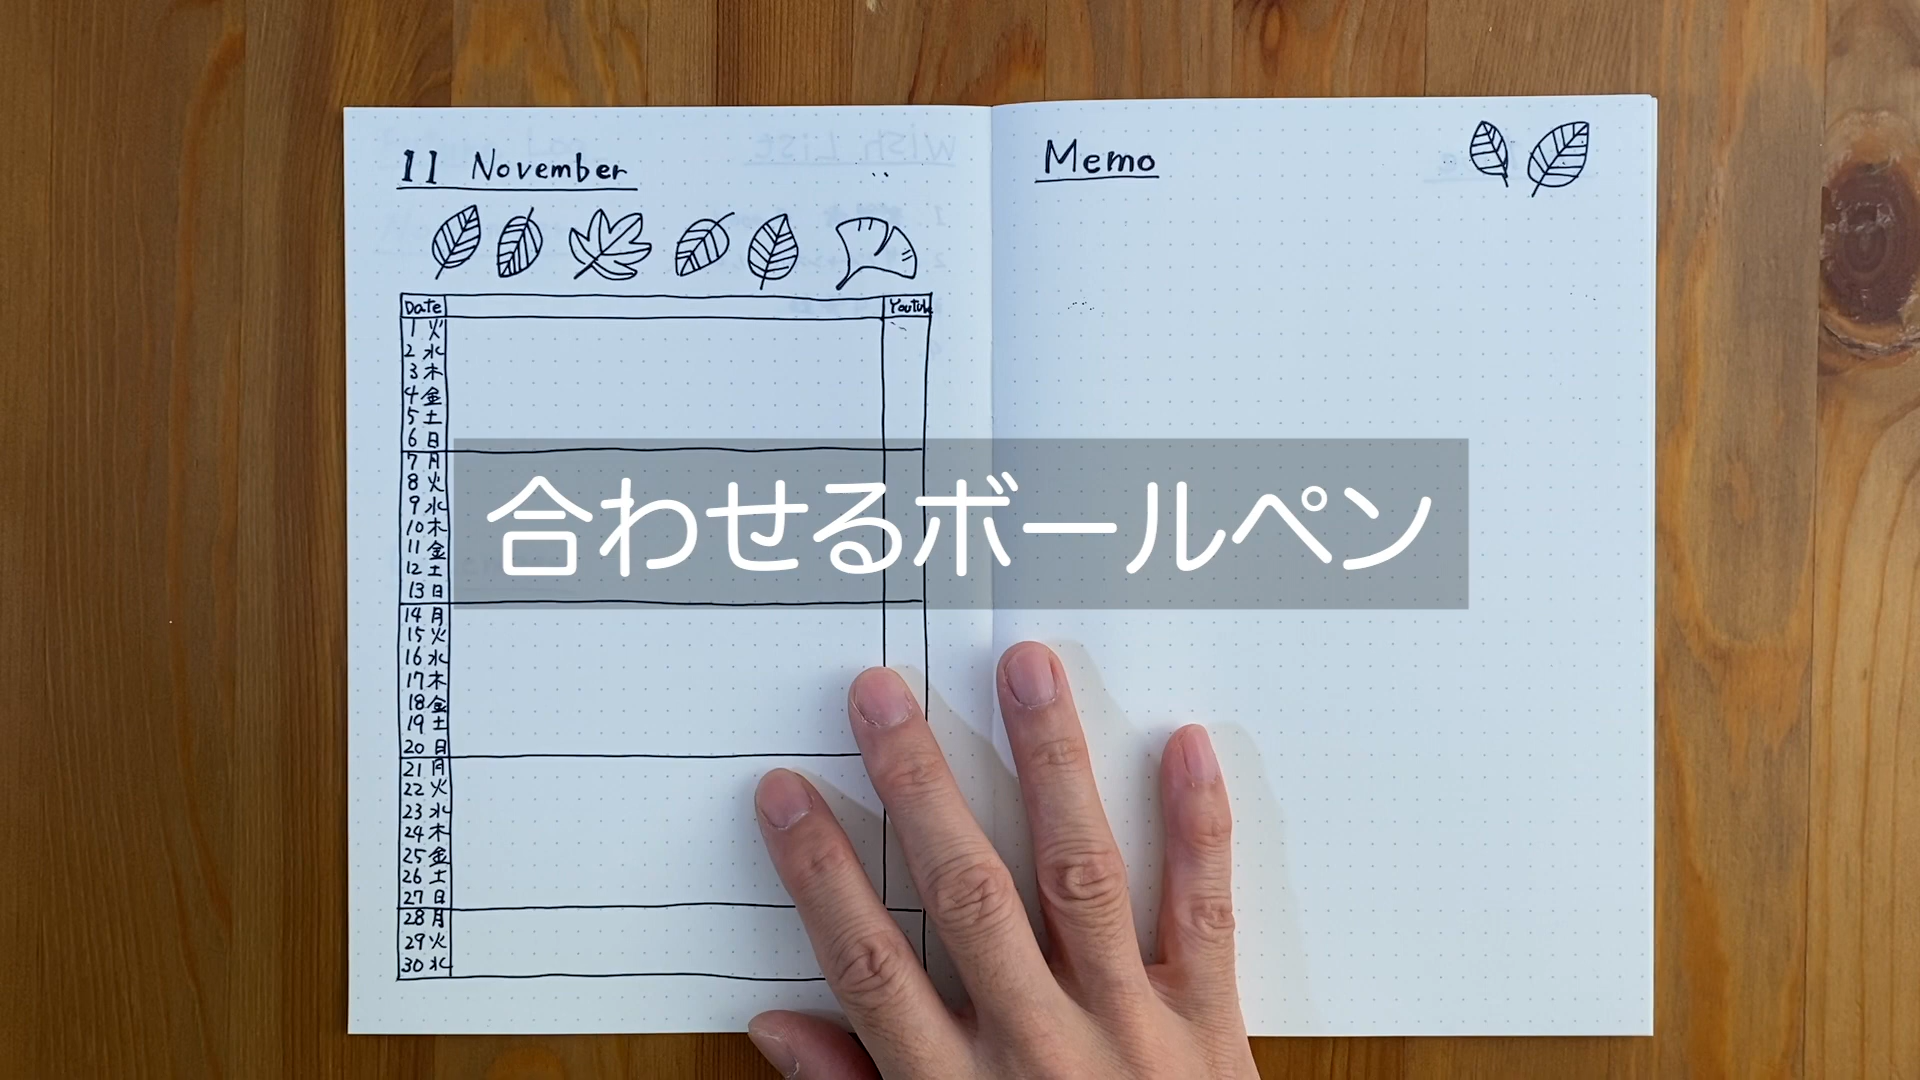 11 November
Date Youtube
1 火
2 水
3 木
4 金
5 土
6 日
7 月
8 火
9 水
10 木
11 金
12 土
13 日
14 月
15 火
16 水
17 木
18 金
19 土
20 日
21 月
22 火
23 水
24 木
25 金
26 土
27 日
28 月
29 火
30 水
Memo
合わせるボールペン